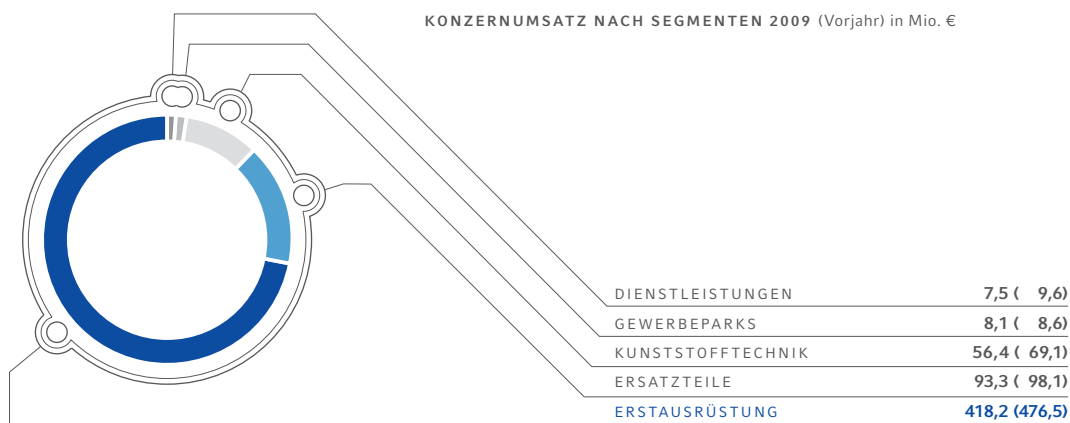 KONZERNUMSATZ NACH SEGMENTEN 2009 (Vorjahr) in Mio. €
DIENSTLEISTUNGEN 7,5 ( 9,6)
GEWERBEPARKS 8,1 ( 8,6)
KUNSTSTOFFTECHNIK 56,4 ( 69,1)
ERSATZTEILE 93,3 ( 98,1)
ERSTAUSRÜSTUNG 418,2 (476,5)